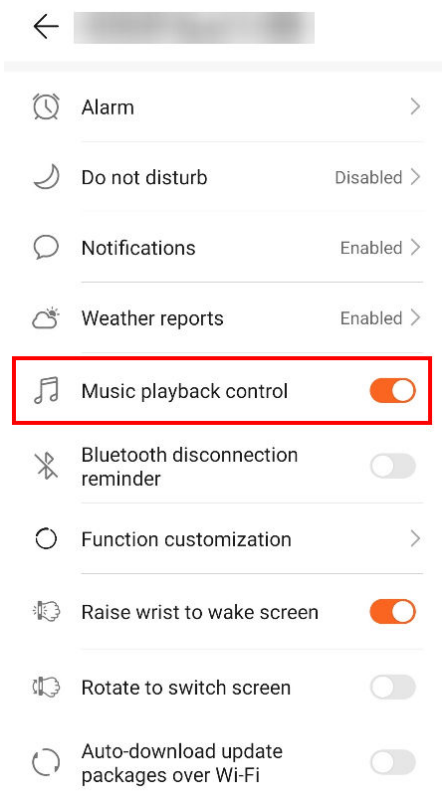 Alarm
Do not disturb
Disabled
Notifications
Enabled
Weather reports
Enabled
Music playback control
Bluetooth disconnection
reminder
Function customization
Raise wrist to wake screen
Rotate to switch screen
Auto-download update
packages over Wi-Fi